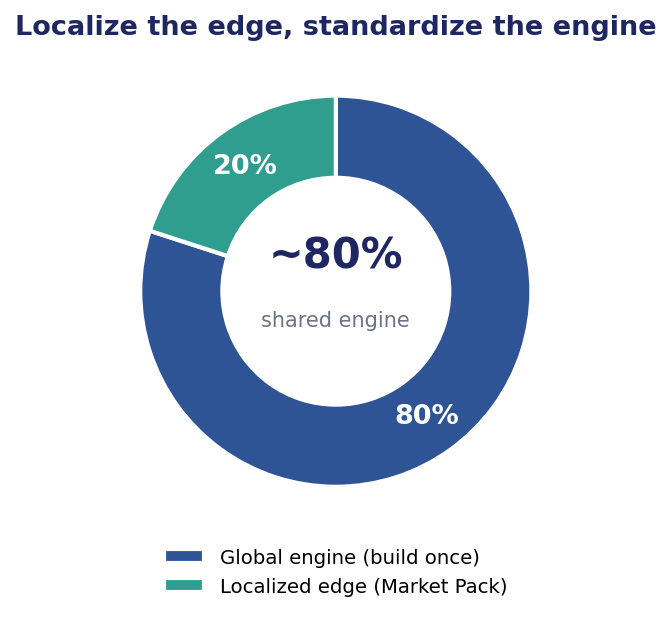 Localize the edge, standardize the engine
20%
~80%
shared engine
80%
Global engine (build once)
Localized edge (Market Pack)